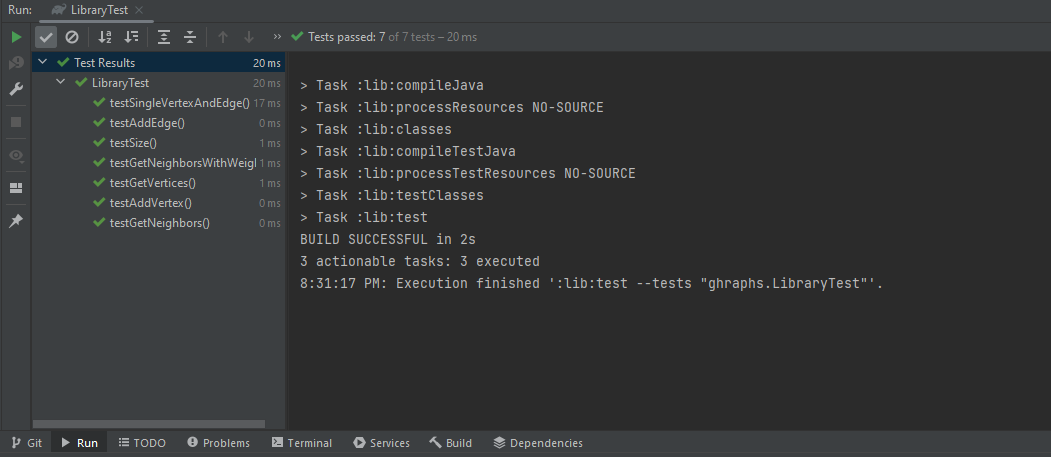 Run: LibraryTest
Tests passed: 7 of 7 tests – 20 ms
Test Results 20 ms
LibraryTest 20 ms
testSingleVertexAndEdge() 17 ms
testAddEdge() 0 ms
testSize() 1 ms
testGetNeighborsWithWeigl 1 ms
testGetVertices() 1 ms
testAddVertex() 0 ms
testGetNeighbors() 0 ms
> Task :lib:compileJava
> Task :lib:processResources NO-SOURCE
> Task :lib:classes
> Task :lib:compileTestJava
> Task :lib:processTestResources NO-SOURCE
> Task :lib:testClasses
> Task :lib:test
BUILD SUCCESSFUL in 2s
3 actionable tasks: 3 executed
8:31:17 PM: Execution finished ':lib:test --tests "ghraphs.LibraryTest"'.
Git Run TODO Problems Terminal Services Build Dependencies